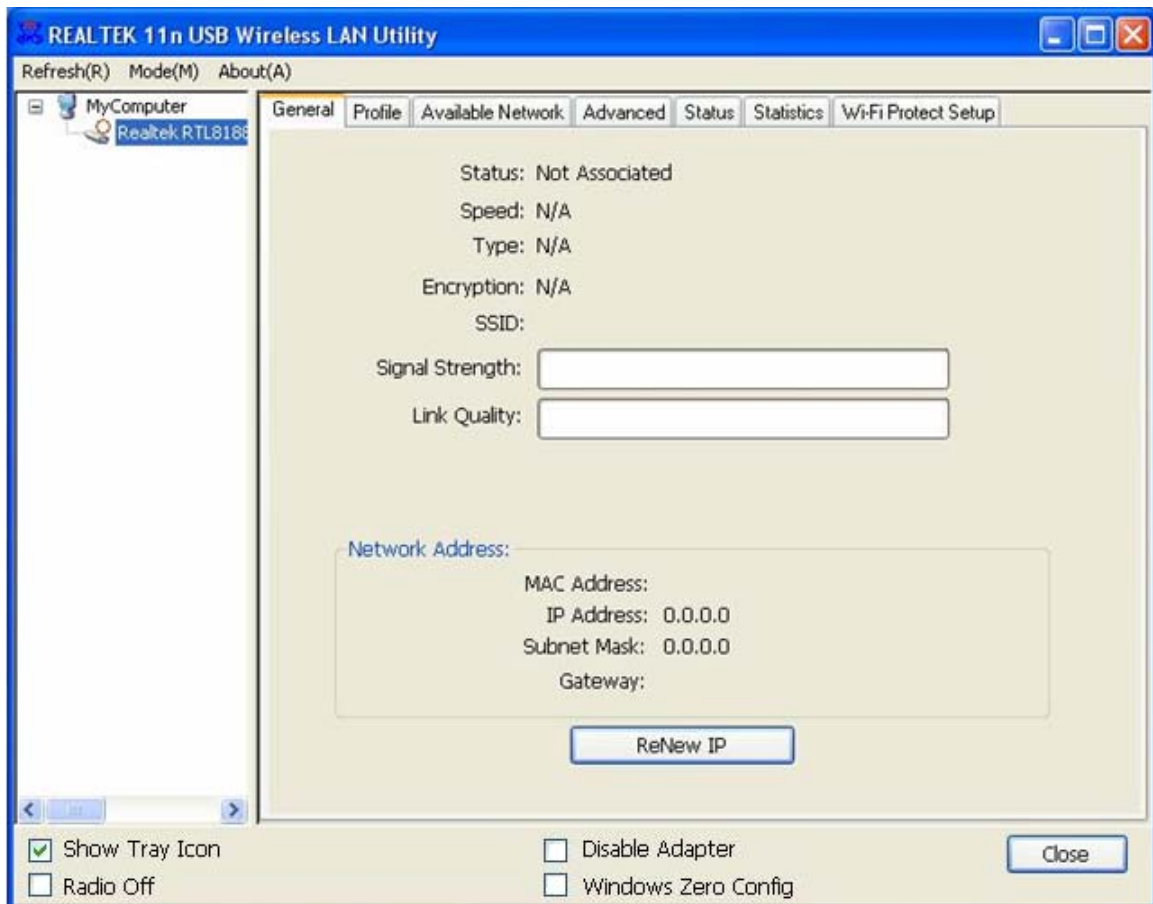 REALTEK 11n USB Wireless LAN Utility
Refresh(R) Mode(M) About(A)
MyComputer
Realtek RTL8188
General Profile Available Network Advanced Status Statistics Wi-Fi Protect Setup
Status: Not Associated
Speed: N/A
Type: N/A
Encryption: N/A
SSID:
Signal Strength:
Link Quality:
Network Address:
MAC Address:
IP Address: 0.0.0.0
Subnet Mask: 0.0.0.0
Gateway:
ReNew IP
Show Tray Icon
Radio Off
Disable Adapter
Windows Zero Config
Close